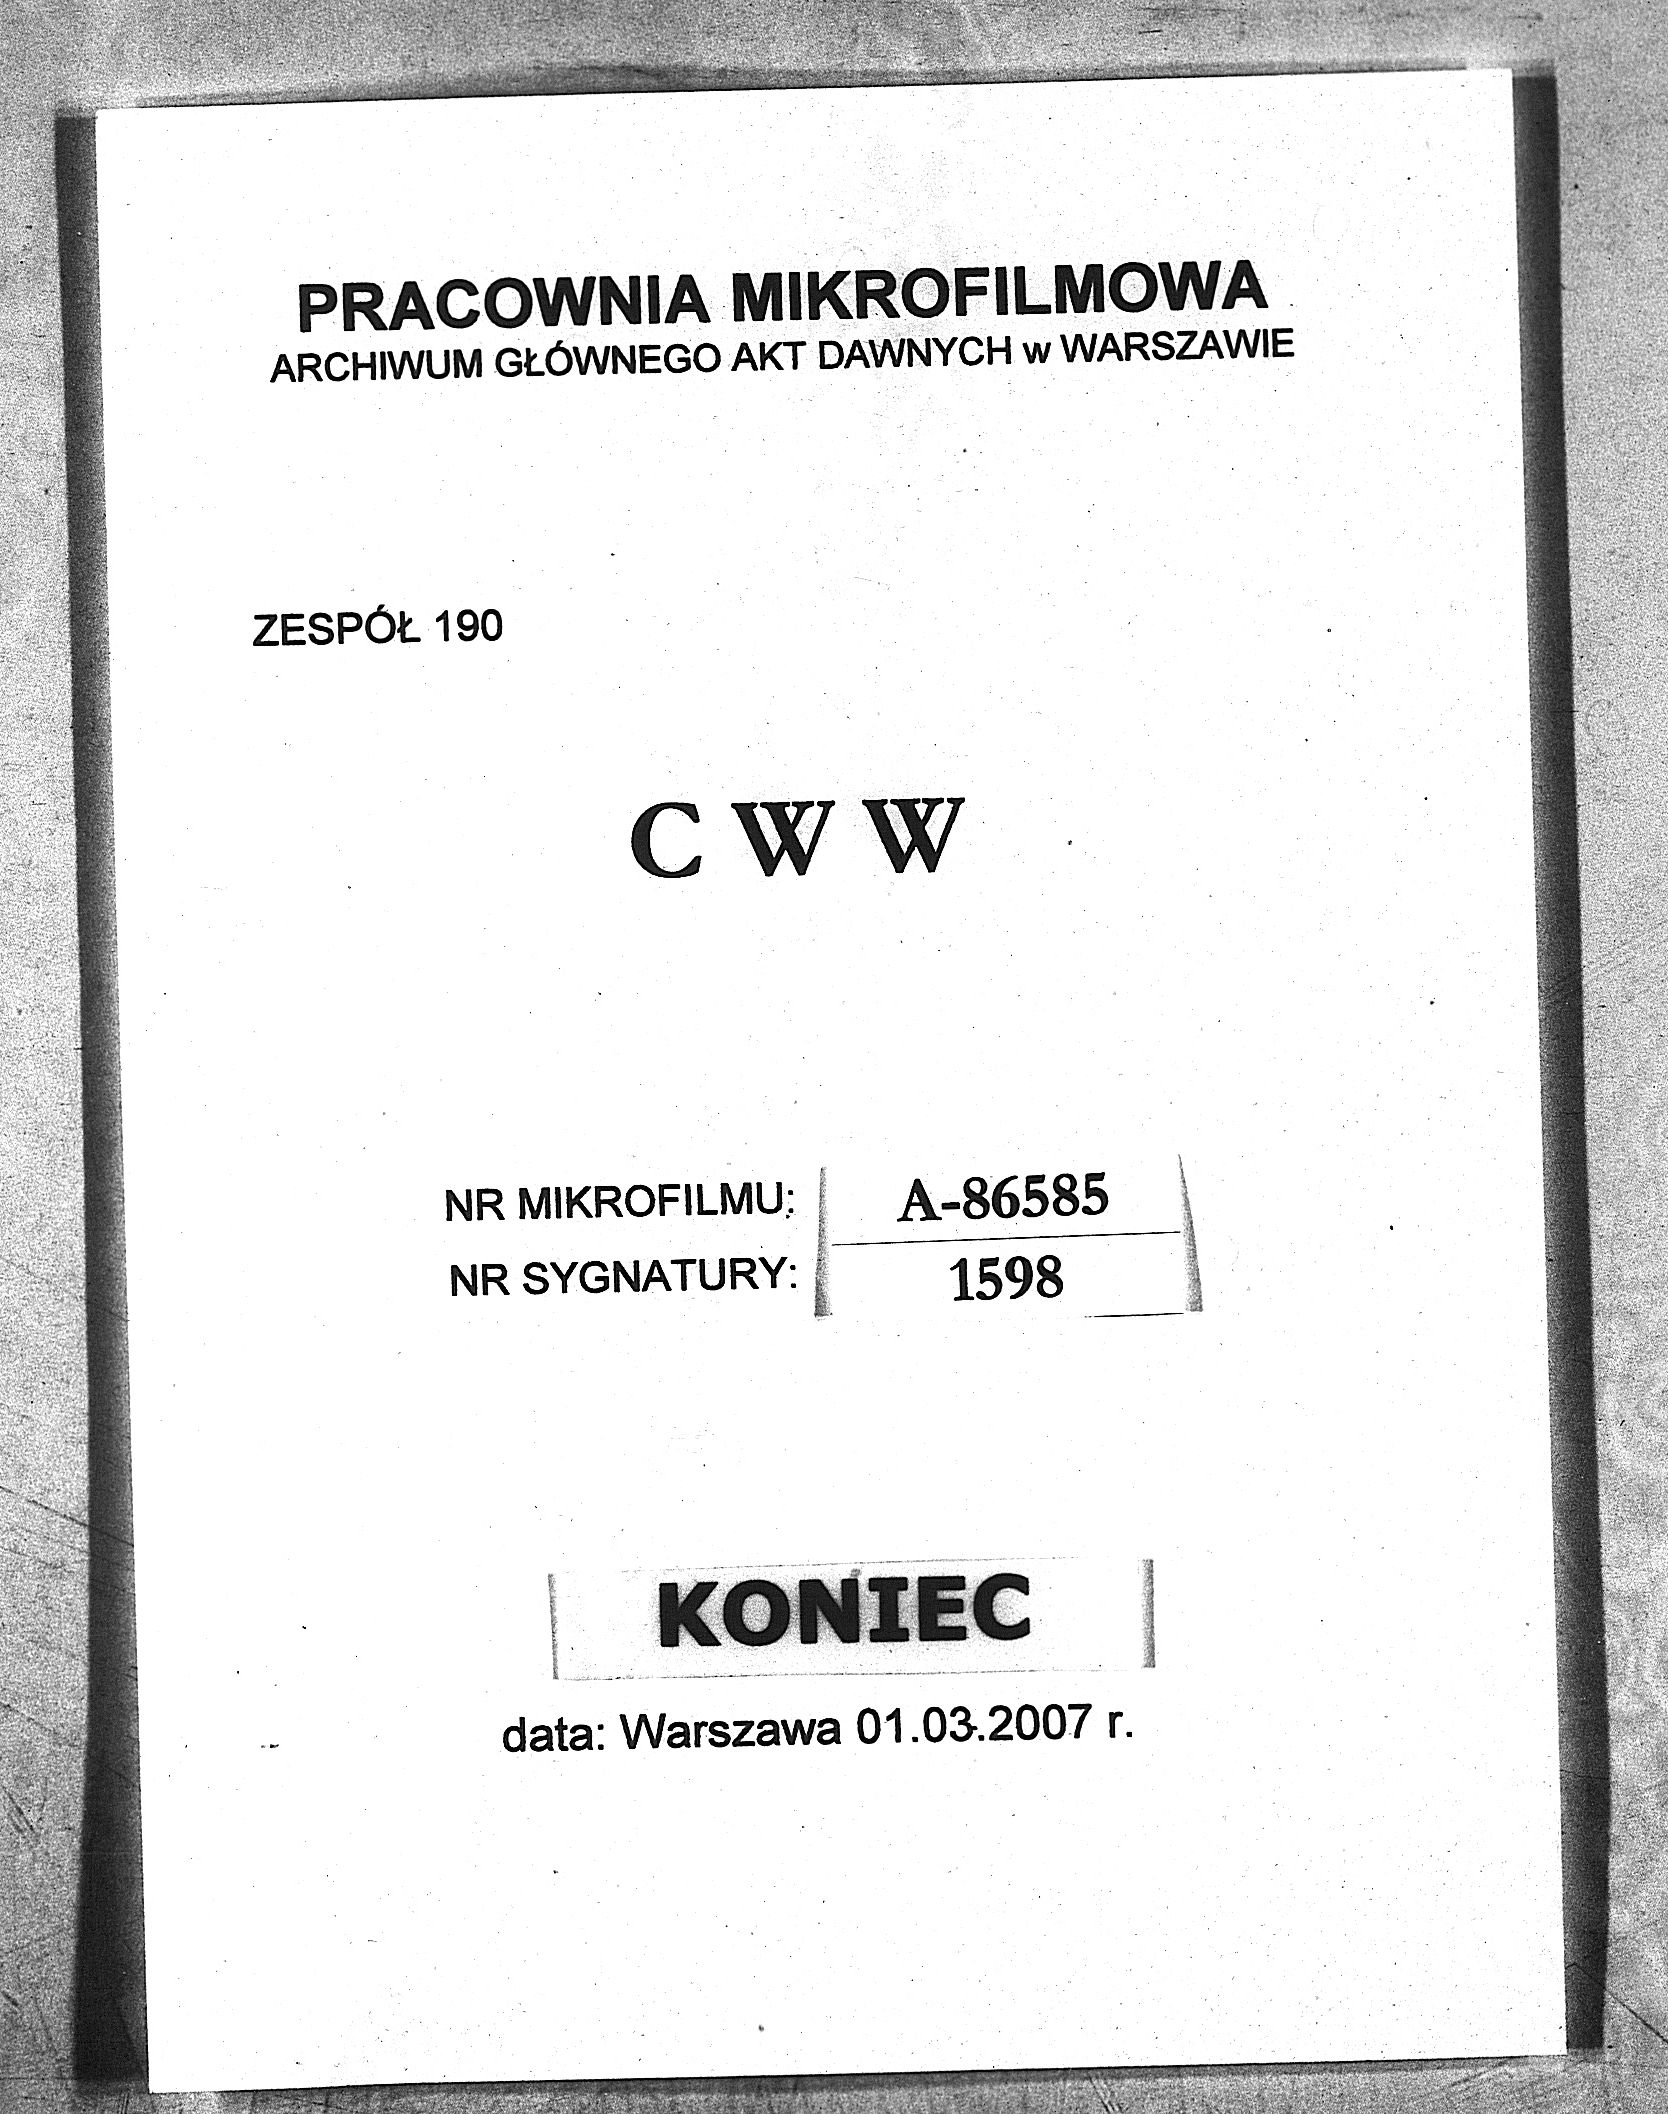 PRACOWNIA MIKROFILMOWA
ARCHIWUM GŁÓWNEGO AKT DAWNYCH w WARSZAWIE
ZESPÓŁ 190
C W W
NR MIKROFILMU: A-86585
NR SYGNATURY: 1598
KONIEC
data: Warszawa 01.03.2007 r.